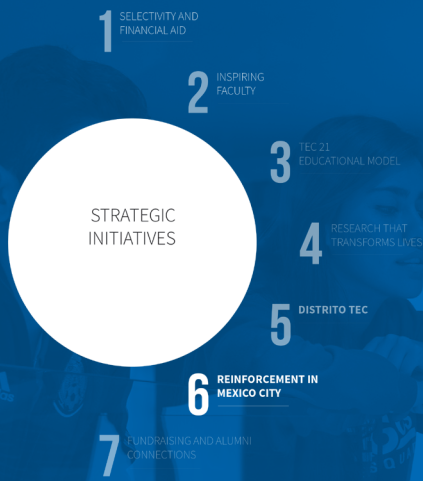 1 SELECTIVITY AND
FINANCIAL AID
2 INSPIRING
FACULTY
3 TEC 21
EDUCATIONAL MODEL
STRATEGIC
INITIATIVES
4 RESEARCH THAT
TRANSFORMS LIVES
5 DISTRITO TEC
6 REINFORCEMENT IN
MEXICO CITY
7 FUNDRAISING AND ALUMNI
CONNECTIONS